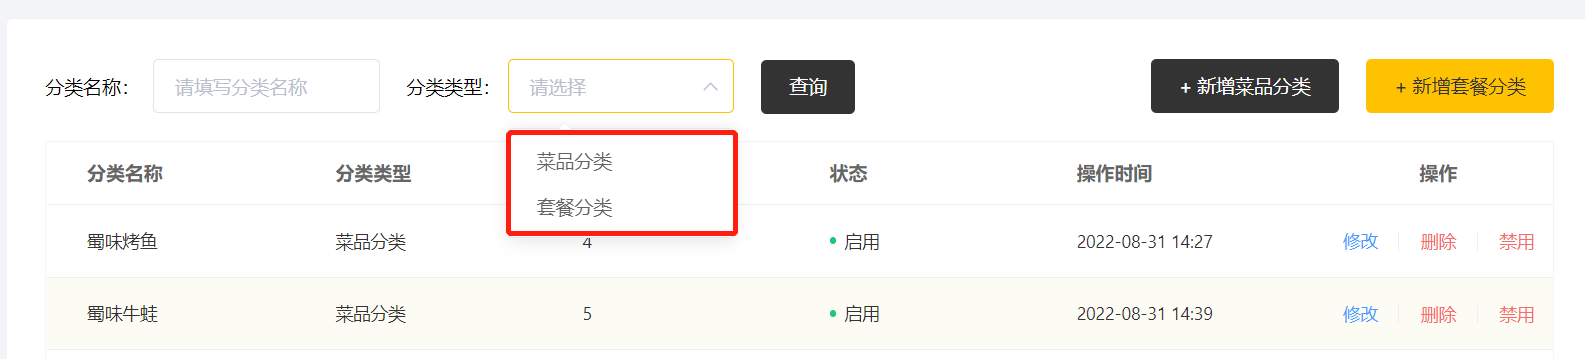 分类名称： 请填写分类名称 分类类型： 请选择 查询 + 新增菜品分类 + 新增套餐分类
菜品分类
套餐分类
分类名称 分类类型 状态 操作时间 操作
蜀味烤鱼 菜品分类 4 启用 2022-08-31 14:27 修改 删除 禁用
蜀味牛蛙 菜品分类 5 启用 2022-08-31 14:39 修改 删除 禁用